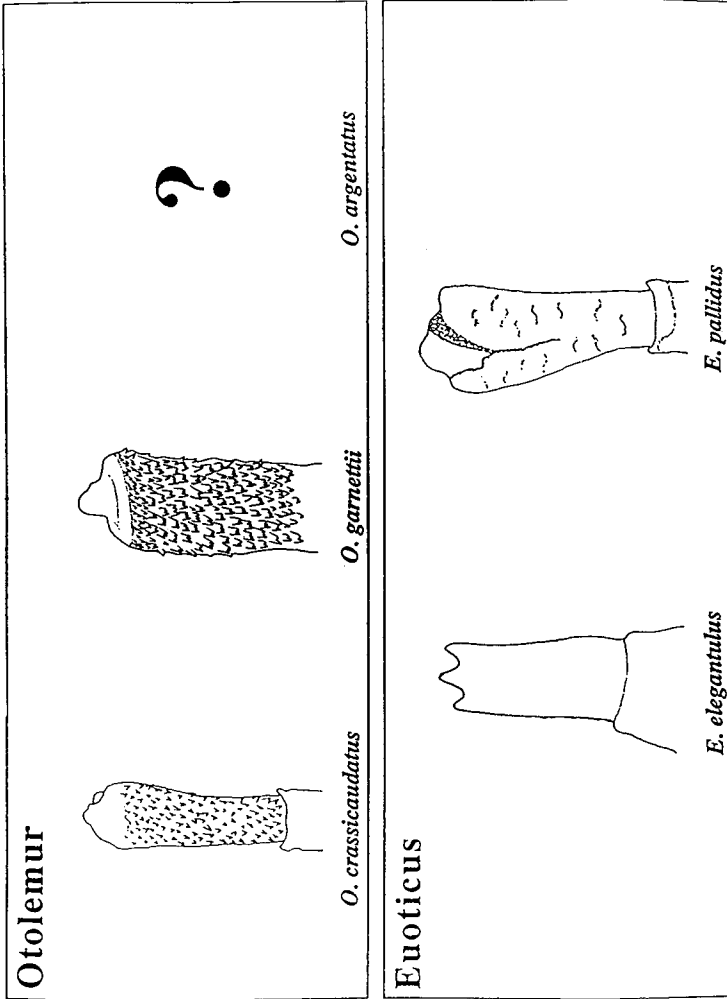 Otolemur
?
O. crassicaudatus
O. garnettii
O. argentatus
Euoticus
E. elegantulus
E. pallidus